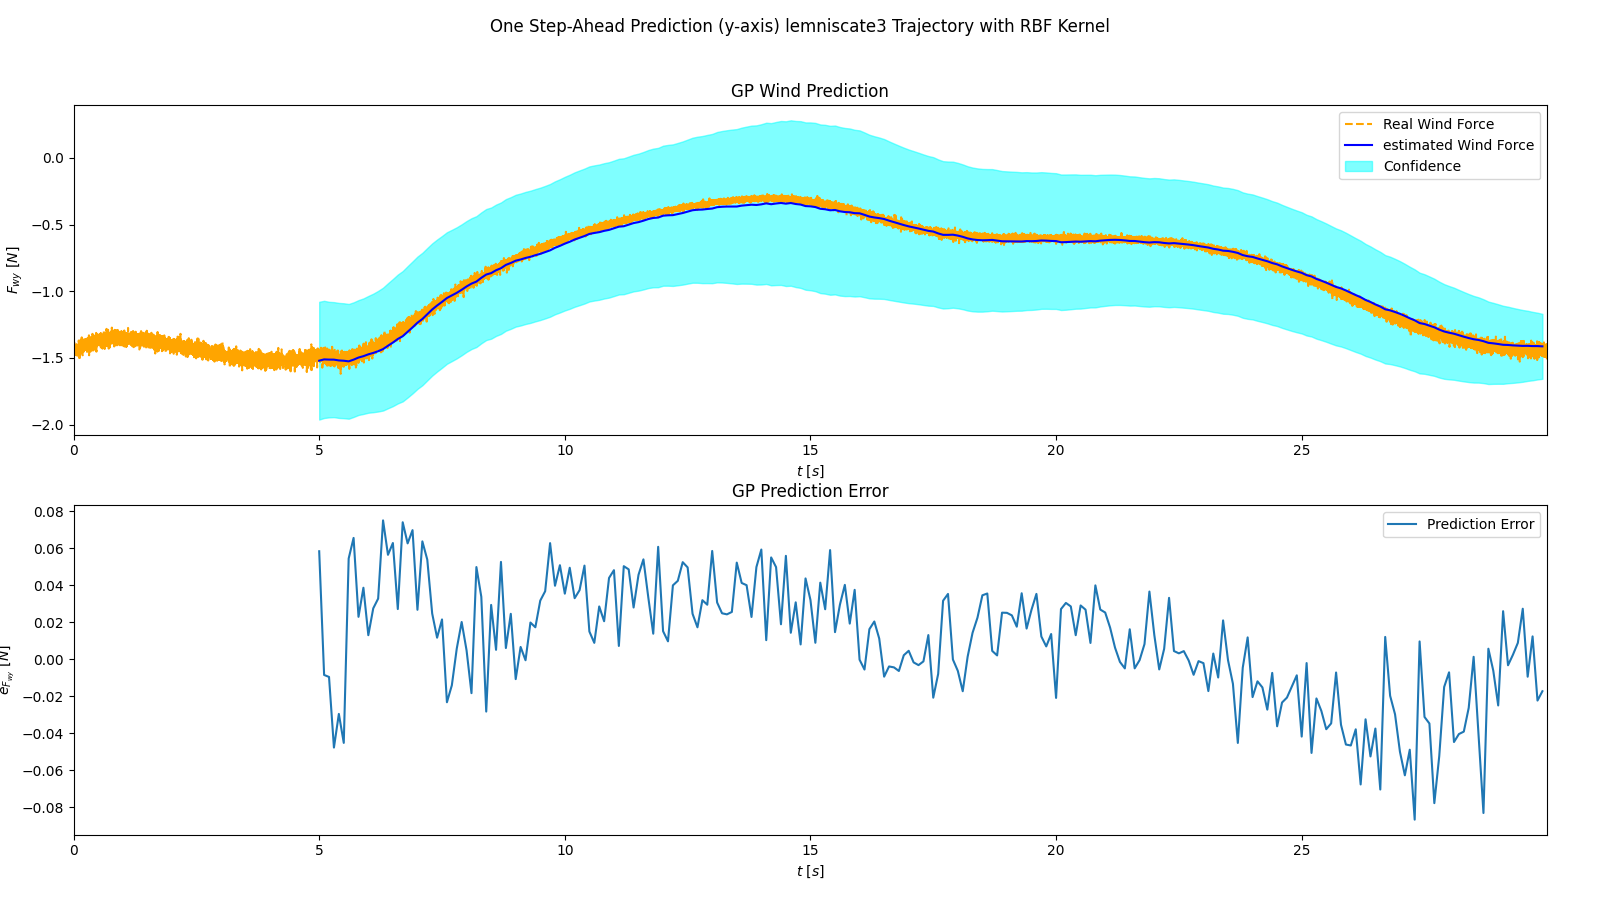 One Step-Ahead Prediction (y-axis) lemniscate3 Trajectory with RBF Kernel
GP Wind Prediction
Real Wind Force
estimated Wind Force
Confidence
0.0
−0.5
−1.0
−1.5
−2.0
F_wy [N]
0 5 10 15 20 25
t [s]
GP Prediction Error
Prediction Error
0.08
0.06
0.04
0.02
0.00
−0.02
−0.04
−0.06
−0.08
e_F_wy [N]
0 5 10 15 20 25
t [s]